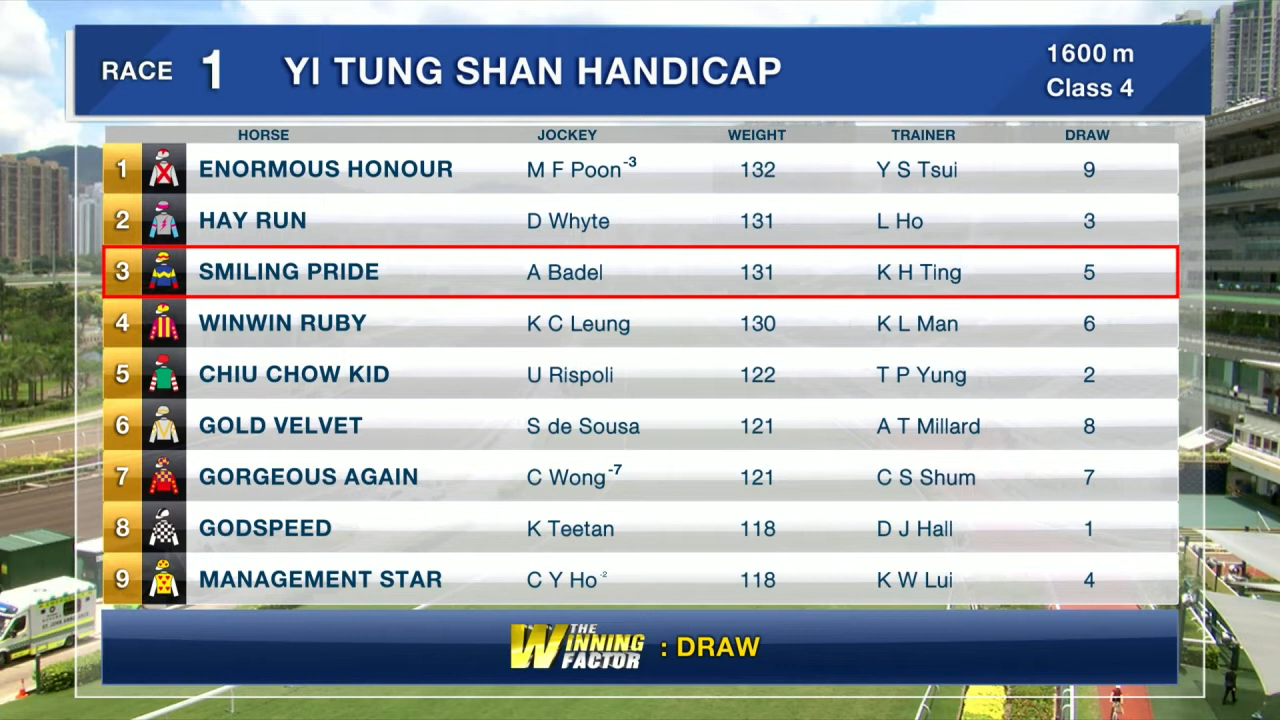 RACE 1 YI TUNG SHAN HANDICAP 1600 m
Class 4
HORSE JOCKEY WEIGHT TRAINER DRAW
1 ENORMOUS HONOUR M F Poon-3 132 Y S Tsui 9
2 HAY RUN D Whyte 131 L Ho 3
3 SMILING PRIDE A Badel 131 K H Ting 5
4 WINWIN RUBY K C Leung 130 K L Man 6
5 CHIU CHOW KID U Rispoli 122 T P Yung 2
6 GOLD VELVET S de Sousa 121 A T Millard 8
7 GORGEOUS AGAIN C Wong-7 121 C S Shum 7
8 GODSPEED K Teetan 118 D J Hall 1
9 MANAGEMENT STAR C Y Ho-2 118 K W Lui 4
THE WINNING FACTOR : DRAW